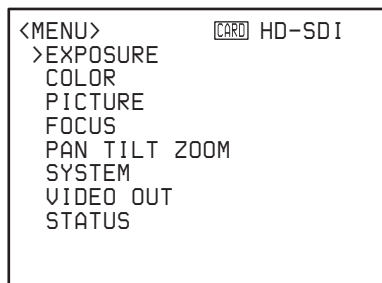 <MENU> CARD HD-SDI
>EXPOSURE
COLOR
PICTURE
FOCUS
PAN TILT ZOOM
SYSTEM
VIDEO OUT
STATUS